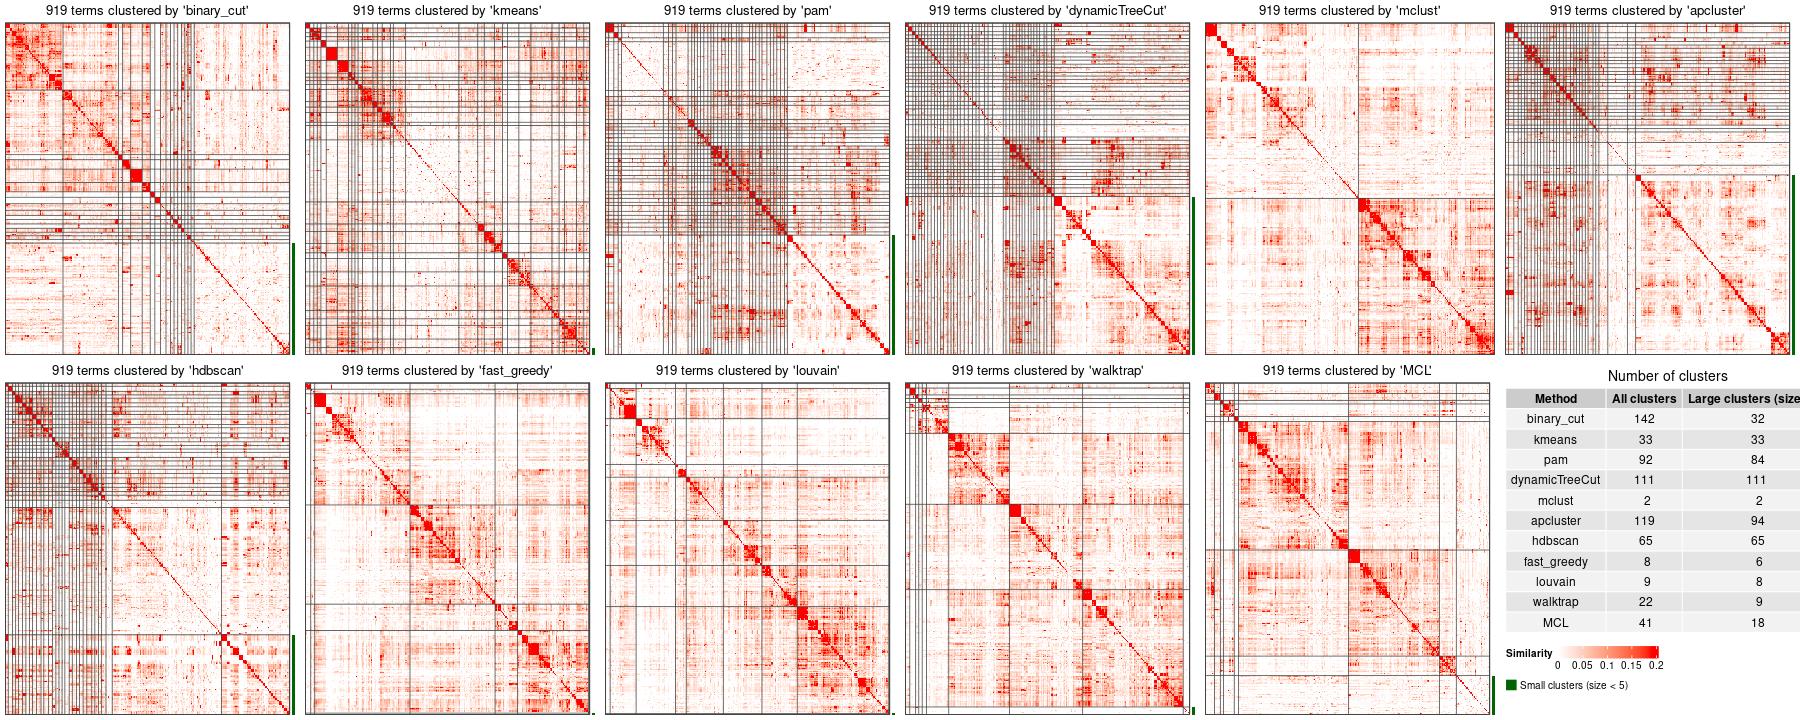 919 terms clustered by 'binary_cut'
919 terms clustered by 'kmeans'
919 terms clustered by 'pam'
919 terms clustered by 'dynamicTreeCut'
919 terms clustered by 'mclust'
919 terms clustered by 'apcluster'
919 terms clustered by 'hdbscan'
919 terms clustered by 'fast_greedy'
919 terms clustered by 'louvain'
919 terms clustered by 'walktrap'
919 terms clustered by 'MCL'
Number of clusters
Method All clusters Large clusters (size
binary_cut 142 32
kmeans 33 33
pam 92 84
dynamicTreeCut 111 111
mclust 2 2
apcluster 119 94
hdbscan 65 65
fast_greedy 8 6
louvain 9 8
walktrap 22 9
MCL 41 18
Similarity
0 0.05 0.1 0.15 0.2
Small clusters (size < 5)